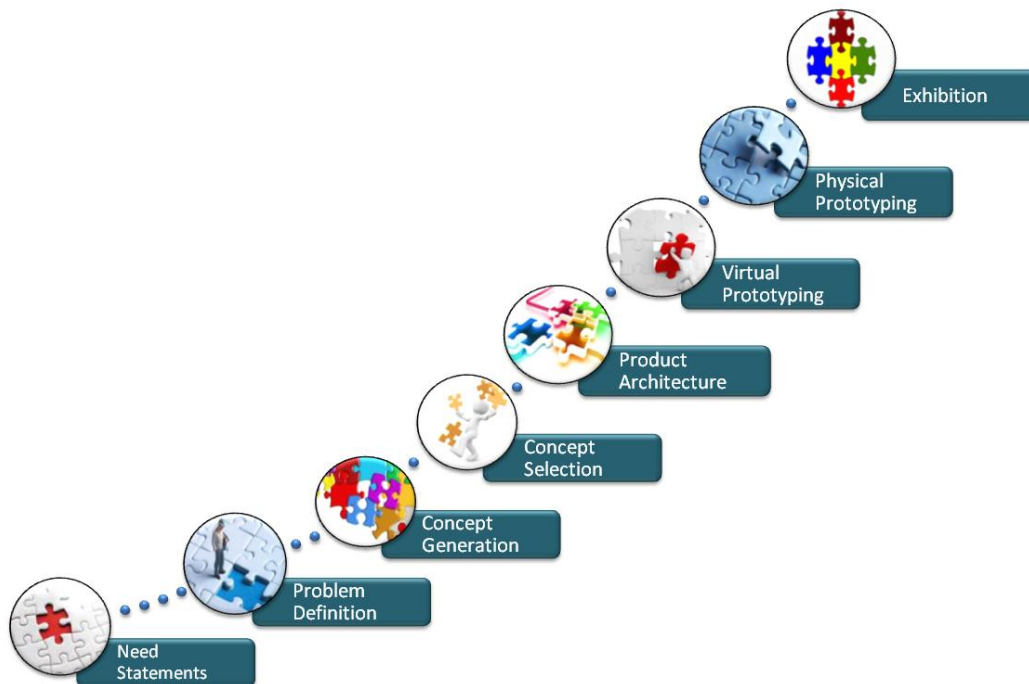 Exhibition
Physical
Prototyping
Virtual
Prototyping
Product
Architecture
Concept
Selection
Concept
Generation
Problem
Definition
Need
Statements